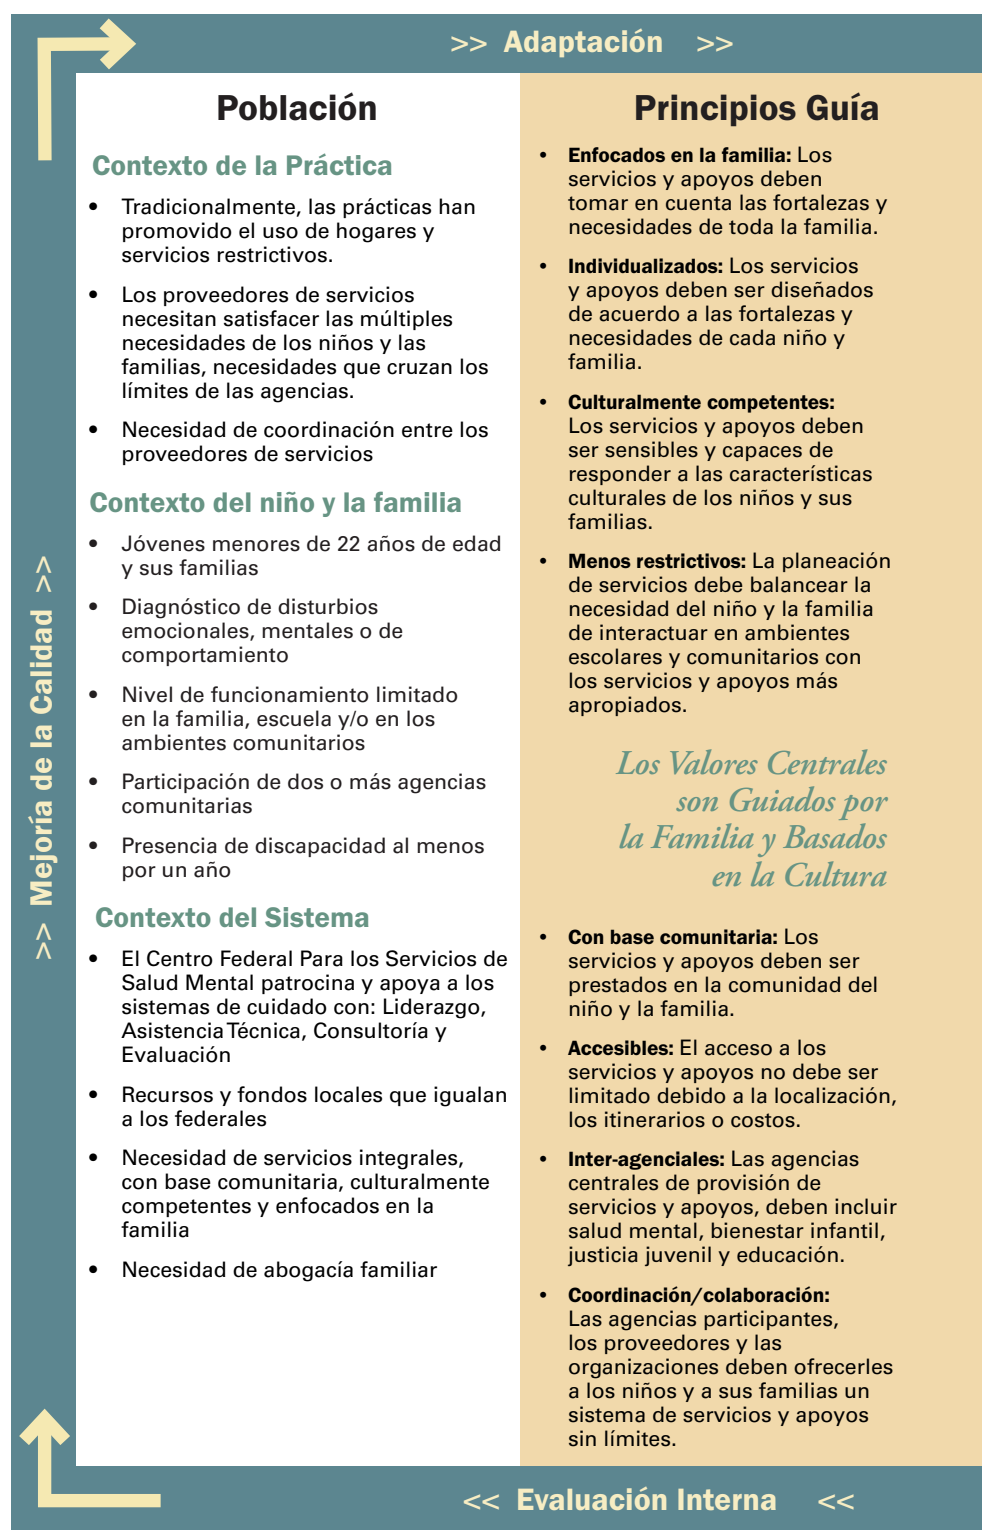 >> Adaptación >>
Población
Contexto de la Práctica
• Tradicionalmente, las prácticas han
promovido el uso de hogares y
servicios restrictivos.
• Los proveedores de servicios
necesitan satisfacer las múltiples
necesidades de los niños y las
familias, necesidades que cruzan los
límites de las agencias.
• Necesidad de coordinación entre los
proveedores de servicios
Contexto del niño y la familia
• Jóvenes menores de 22 años de edad
y sus familias
• Diagnóstico de disturbios
emocionales, mentales o de
comportamiento
• Nivel de funcionamiento limitado
en la familia, escuela y/o en los
ambientes comunitarios
• Participación de dos o más agencias
comunitarias
• Presencia de discapacidad al menos
por un año
Contexto del Sistema
• El Centro Federal Para los Servicios de
Salud Mental patrocina y apoya a los
sistemas de cuidado con: Liderazgo,
Asistencia Técnica, Consultoría y
Evaluación
• Recursos y fondos locales que igualan
a los federales
• Necesidad de servicios integrales,
con base comunitaria, culturalmente
competentes y enfocados en la
familia
• Necesidad de abogacía familiar
Principios Guía
• Enfocados en la familia: Los
servicios y apoyos deben
tomar en cuenta las fortalezas y
necesidades de toda la familia.
• Individualizados: Los servicios
y apoyos deben ser diseñados
de acuerdo a las fortalezas y
necesidades de cada niño y
familia.
• Culturalmente competentes:
Los servicios y apoyos deben
ser sensibles y capaces de
responder a las características
culturales de los niños y sus
familias.
• Menos restrictivos: La planeación
de servicios debe balancear la
necesidad del niño y la familia
de interactuar en ambientes
escolares y comunitarios con
los servicios y apoyos más
apropiados.
Los Valores Centrales
son Guiados por
la Familia y Basados
en la Cultura
• Con base comunitaria: Los
servicios y apoyos deben ser
prestados en la comunidad del
niño y la familia.
• Accesibles: El acceso a los
servicios y apoyos no debe ser
limitado debido a la localización,
los itinerarios o costos.
• Inter-agenciales: Las agencias
centrales de provisión de
servicios y apoyos, deben incluir
salud mental, bienestar infantil,
justicia juvenil y educación.
• Coordinación/colaboración:
Las agencias participantes,
los proveedores y las
organizaciones deben ofrecerles
a los niños y a sus familias un
sistema de servicios y apoyos
sin límites.
>> Mejoría de la Calidad >>
<< Evaluación Interna <<